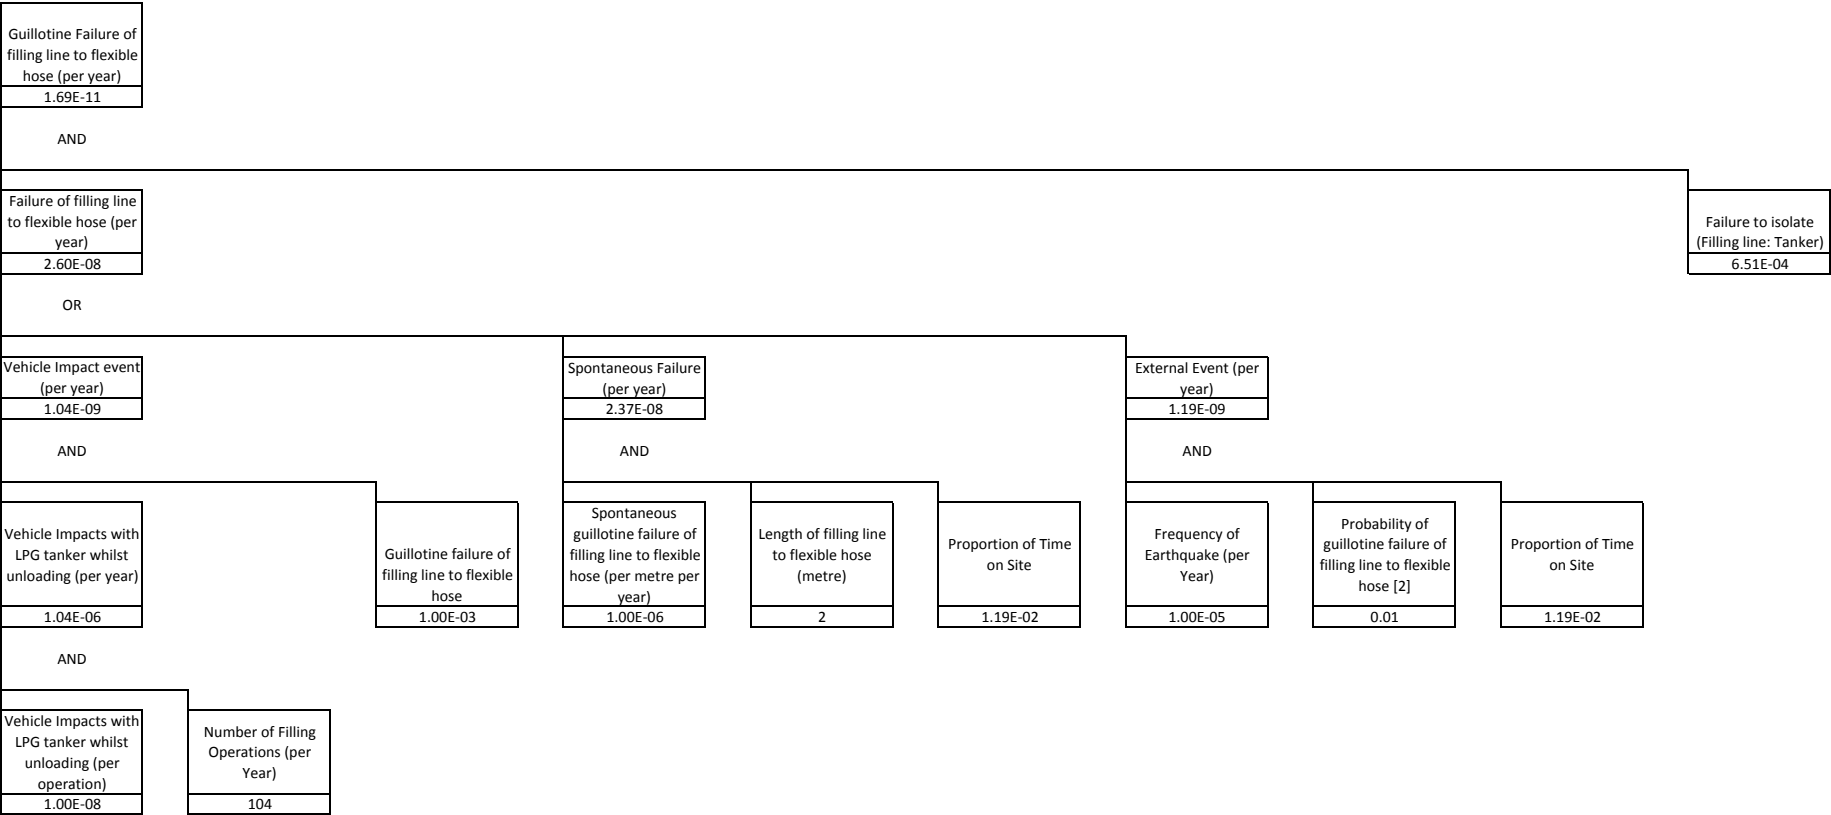 Guillotine Failure of
filling line to flexible
hose (per year)
1.69E-11
AND
Failure of filling line
to flexible hose (per
year)
2.60E-08
Failure to isolate
(Filling line: Tanker)
6.51E-04
OR
Vehicle Impact event
(per year)
1.04E-09
Spontaneous Failure
(per year)
2.37E-08
External Event (per
year)
1.19E-09
AND
AND
AND
Vehicle Impacts with
LPG tanker whilst
unloading (per year)
1.04E-06
Guillotine failure of
filling line to flexible
hose
1.00E-03
Spontaneous
guillotine failure of
filling line to flexible
hose (per metre per
year)
1.00E-06
Length of filling line
to flexible hose
(metre)
2
Proportion of Time
on Site
1.19E-02
Frequency of
Earthquake (per
Year)
1.00E-05
Probability of
guillotine failure of
filling line to flexible
hose [2]
0.01
Proportion of Time
on Site
1.19E-02
AND
Vehicle Impacts with
LPG tanker whilst
unloading (per
operation)
1.00E-08
Number of Filling
Operations (per
Year)
104